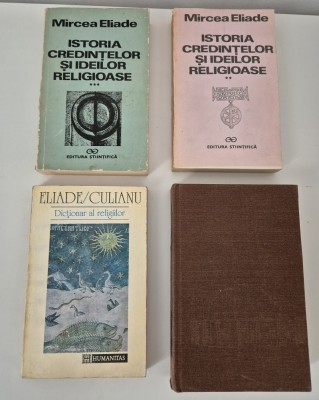 Mircea Eliade
ISTORIA
CREDINȚELOR
ȘI IDEILOR
RELIGIOASE
***
EDITURA ȘTIINȚIFICĂ
Mircea Eliade
ISTORIA
CREDINȚELOR
ȘI IDEILOR
RELIGIOASE
**
EDITURA ȘTIINȚIFICĂ
ELIADE/CULIANU
Dicționar al religiilor
HUMANITAS